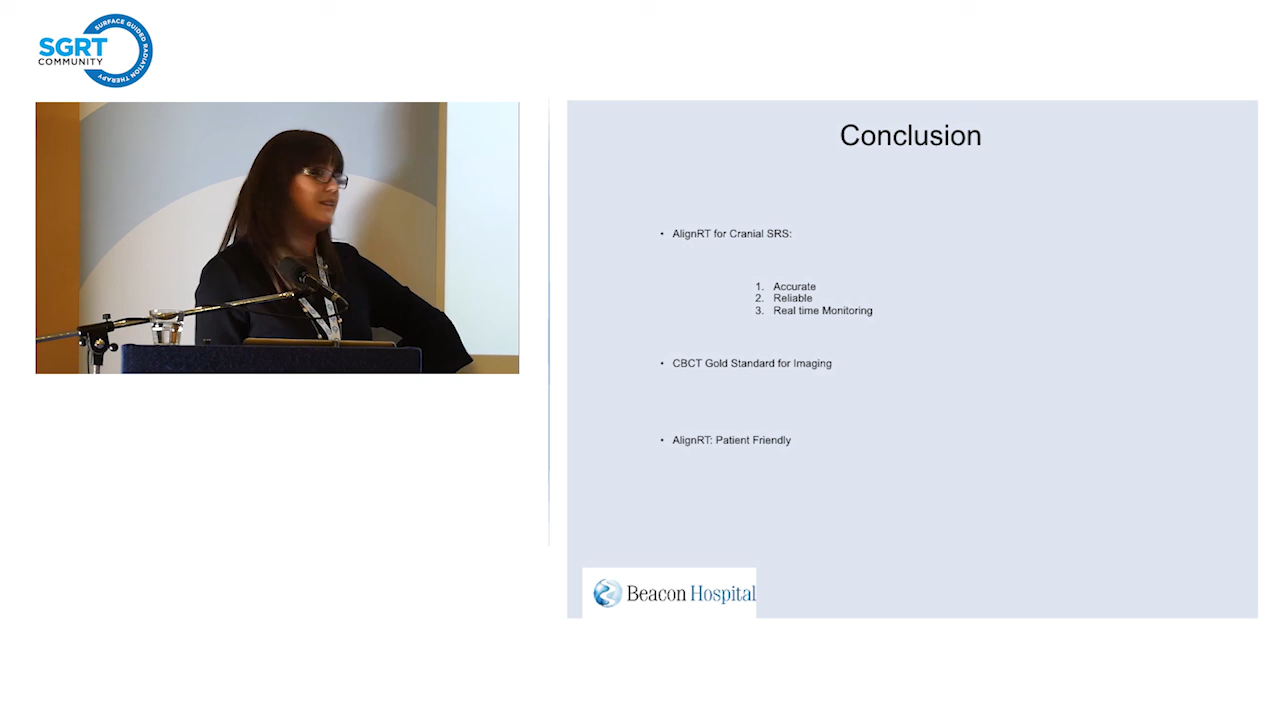 SURFACE GUIDED RADIATION THERAPY
SGRT
COMMUNITY
Conclusion
• AlignRT for Cranial SRS:
1. Accurate
2. Reliable
3. Real time Monitoring
• CBCT Gold Standard for Imaging
• AlignRT: Patient Friendly
Beacon Hospital